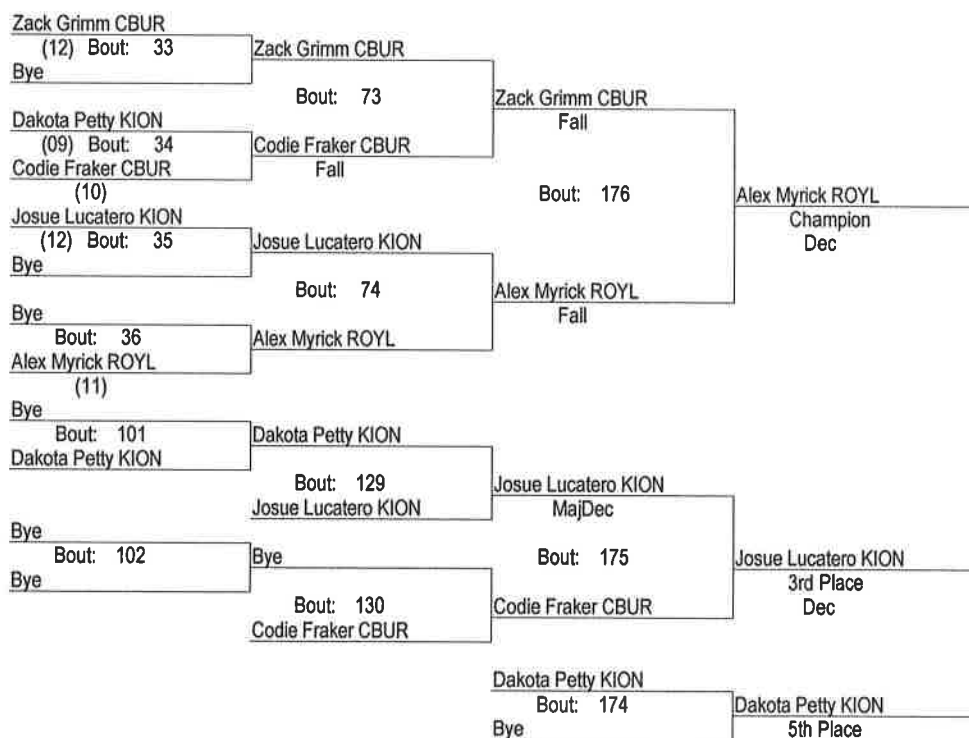 Zack Grimm CBUR
(12) Bout: 33
Bye
Zack Grimm CBUR
Bout: 73
Dakota Petty KION
(09) Bout: 34
Codie Fraker CBUR
(10)
Codie Fraker CBUR
Fall
Zack Grimm CBUR
Fall
Bout: 176
Josue Lucatero KION
(12) Bout: 35
Bye
Josue Lucatero KION
Bout: 74
Bye
Bout: 36
Alex Myrick ROYL
(11)
Alex Myrick ROYL
Alex Myrick ROYL
Fall
Alex Myrick ROYL
Champion
Dec
Bye
Bout: 101
Dakota Petty KION
Dakota Petty KION
Bout: 129
Josue Lucatero KION
Josue Lucatero KION
MajDec
Bout: 175
Bye
Bout: 102
Bye
Bye
Bout: 130
Codie Fraker CBUR
Codie Fraker CBUR
Josue Lucatero KION
3rd Place
Dec
Dakota Petty KION
Bout: 174
Bye
Dakota Petty KION
5th Place